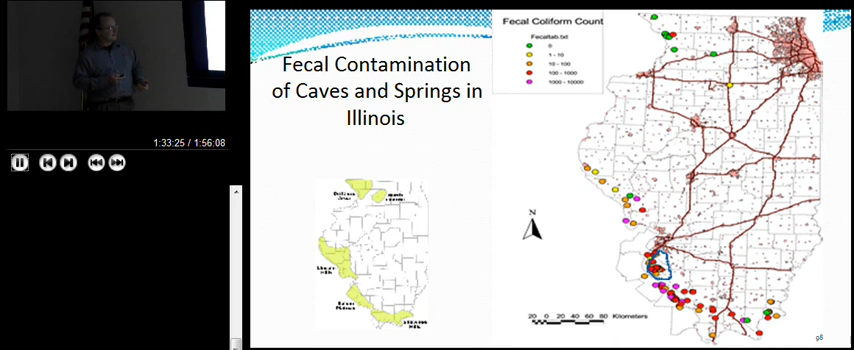 1:33:25 / 1:56:08
Fecal Contamination
of Caves and Springs in
Illinois
Fecal Coliform Count
Fecaltab.txt
0
1 - 10
10 - 100
100 - 1000
1000 - 10000
N
20 0 20 40 60 80 Kilometers
98